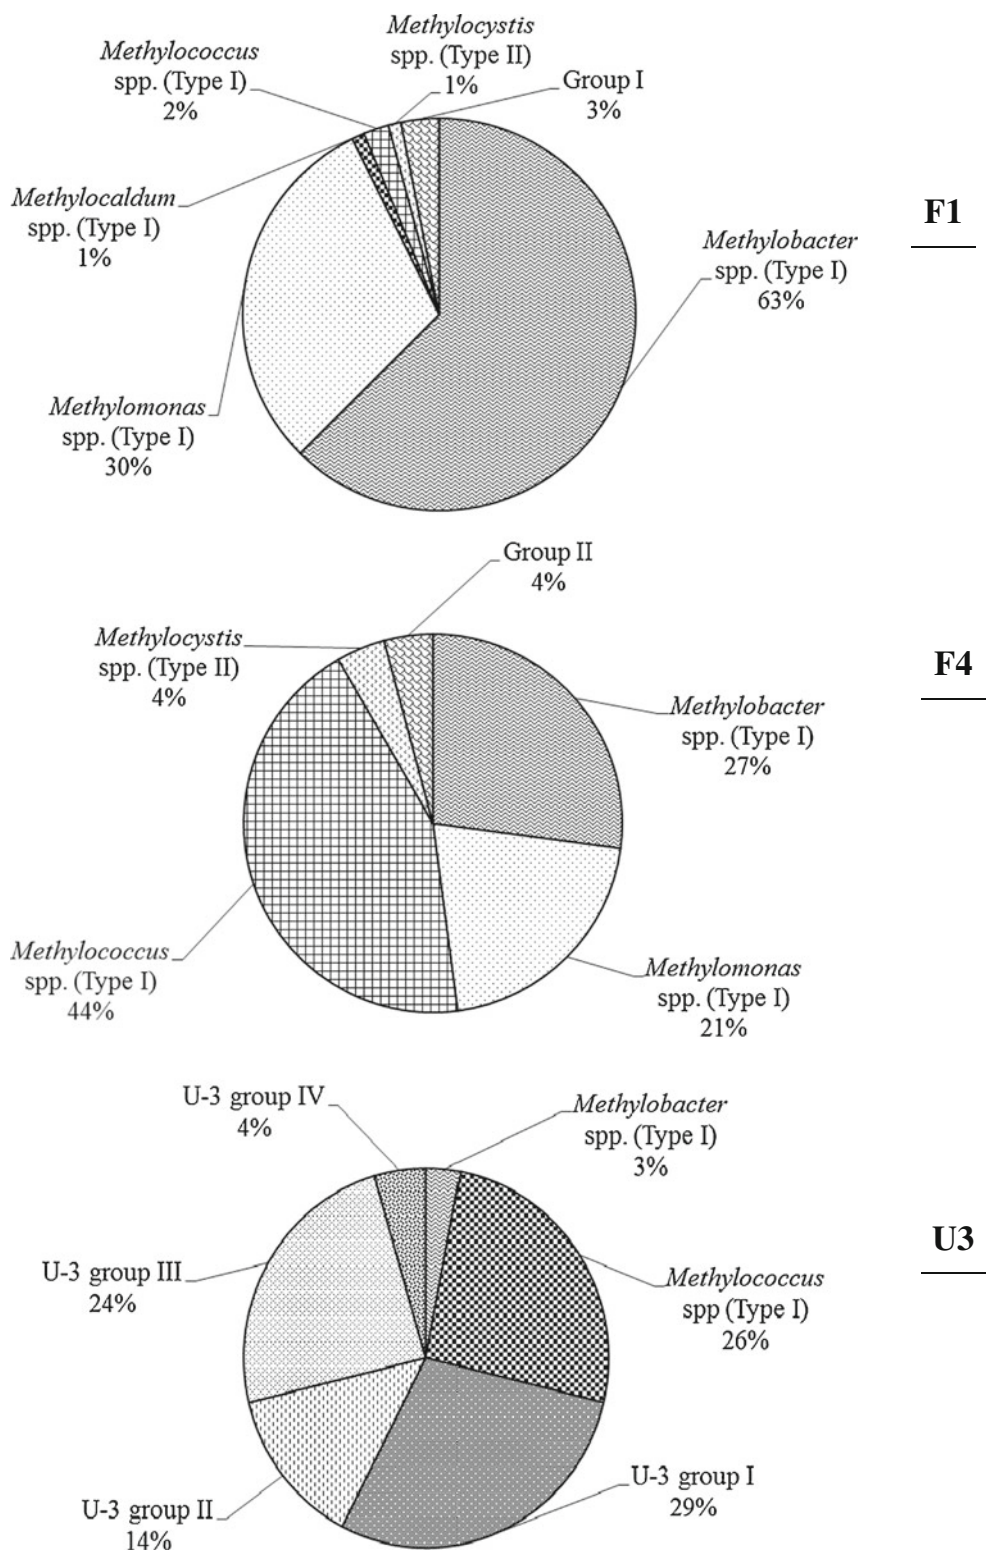 Methylocystis
spp. (Type II)
1%
Methylococcus
spp. (Type I)
2%
Group I
3%
Methylocaldum
spp. (Type I)
1%
F1
Methylobacter
spp. (Type I)
63%
Methylomonas
spp. (Type I)
30%
Group II
4%
Methylocystis
spp. (Type II)
4%
F4
Methylobacter
spp. (Type I)
27%
Methylococcus
spp. (Type I)
44%
Methylomonas
spp. (Type I)
21%
U-3 group IV
4%
Methylobacter
spp. (Type I)
3%
U3
U-3 group III
24%
Methylococcus
spp (Type I)
26%
U-3 group I
29%
U-3 group II
14%